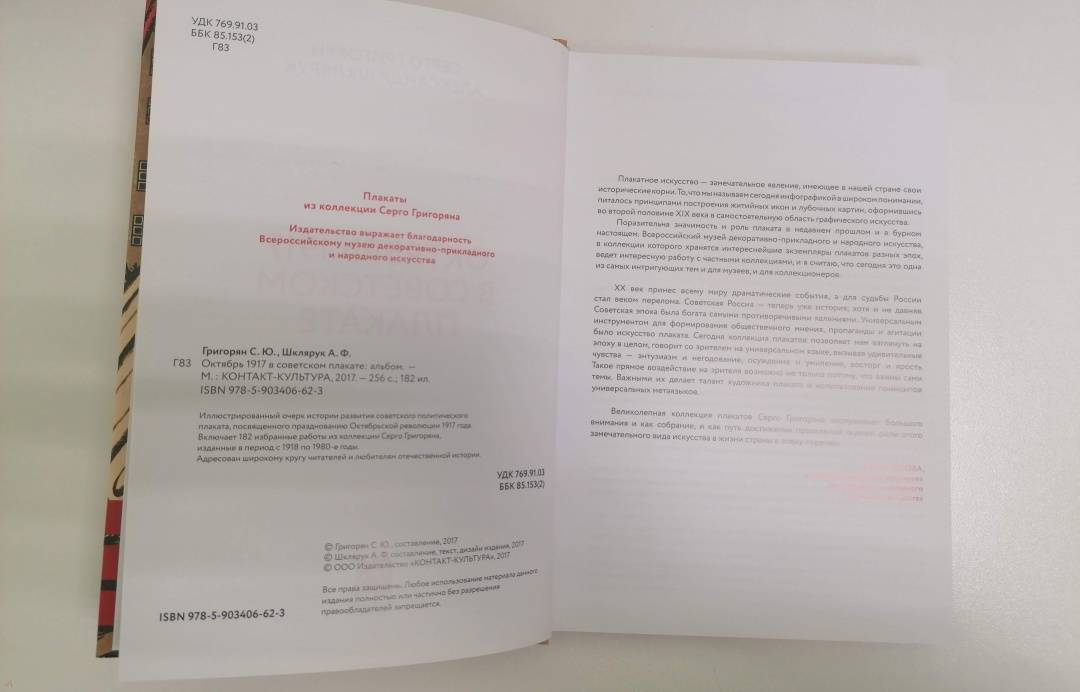 УДК 769.91.03
ББК 85.153(2)
Г83
Плакаты
из коллекции Серго Григоряна
Издательство выражает благодарность
Всероссийскому музею декоративно-прикладного
и народного искусства
Григорян С. Ю., Шклярук А. Ф.
Г83 Октябрь 1917 в советском плакате: альбом. —
М. : КОНТАКТ-КУЛЬТУРА, 2017. — 256 с.; 182 ил.
ISBN 978-5-903406-62-3
Иллюстрированный очерк истории развития советского политического
плаката, посвященного празднованию Октябрьской революции 1917 года.
Включает 182 избранные работы из коллекции Серго Григоряна,
изданные в период с 1918 по 1980-е годы.
Адресован широкому кругу читателей и любителям отечественной истории.
УДК 769.91.03
ББК 85.153(2)
© Григорян С. Ю., составление, 2017
© Шклярук А. Ф. составление, текст, дизайн издания, 2017
© ООО Издательство «КОНТАКТ-КУЛЬТУРА», 2017
Все права защищены. Любое использование материала данного
издания полностью или частично без разрешения
правообладателей запрещается.
ISBN 978-5-903406-62-3
Плакатное искусство — замечательное явление, имеющее в нашей стране свои
исторические корни. То, что мы называем сегодня инфографикой в широком понимании,
питалось принципами построения житийных икон и лубочных картин, оформившись
во второй половине XIX века в самостоятельную область графического искусства.
Поразительна значимость и роль плаката в недавнем прошлом и в бурном
настоящем. Всероссийский музей декоративно-прикладного и народного искусства,
в коллекции которого хранятся интереснейшие экземпляры плакатов разных эпох,
ведет интересную работу с частными коллекциями, и я считаю, что сегодня это одна
из самых интригующих тем и для музеев, и для коллекционеров.
XX век принес всему миру драматические события, а для судьбы России
стал веком перелома. Советская Россия — теперь уже история, хотя и не давняя.
Советская эпоха была богата самыми противоречивыми явлениями. Универсальным
инструментом для формирования общественного мнения, пропаганды и агитации
было искусство плаката. Сегодня коллекция плакатов позволяет нам взглянуть на
эпоху в целом, говорит со зрителем на универсальном языке, вызывая удивительные
чувства — энтузиазм и негодование, осуждение и умиление, восторг и ярость.
Такое прямое воздействие на зрителя возможно не только потому, что важны сами
темы. Важными их делает талант художника плаката и использование принципов
универсальных метаязыков.
Великолепная коллекция плакатов Серго Григоряна заслуживает большого
внимания и как собрание, и как путь достижения правильной оценки роли этого
замечательного вида искусства в жизни страны в эпоху